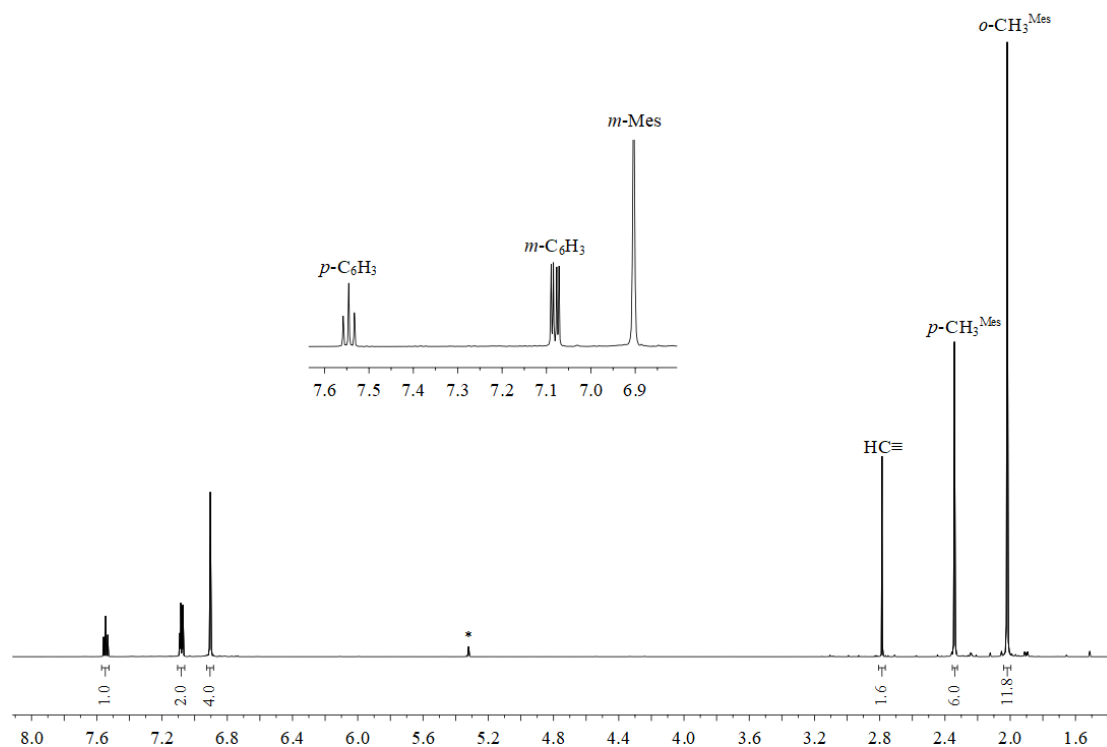 o-CH₃ᴹᵉˢ
m-Mes
m-C₆H₃
p-C₆H₃
7.6 7.5 7.4 7.3 7.2 7.1 7.0 6.9
p-CH₃ᴹᵉˢ
HC≡
*
1.0 2.0 4.0 1.6 6.0 11.8
8.0 7.6 7.2 6.8 6.4 6.0 5.6 5.2 4.8 4.4 4.0 3.6 3.2 2.8 2.4 2.0 1.6